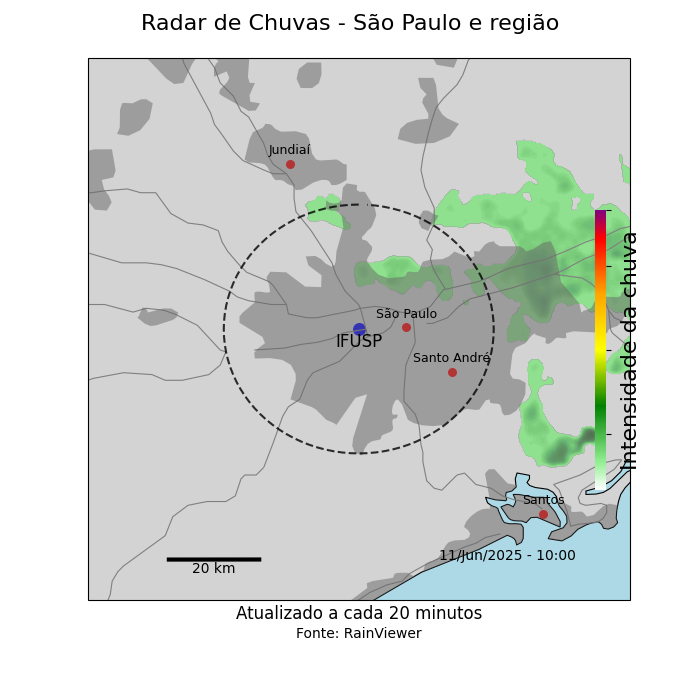 Radar de Chuvas - São Paulo e região
Jundiaí
São Paulo
IFUSP
Santo André
Intensidade da chuva
Santos
11/Jun/2025 - 10:00
20 km
Atualizado a cada 20 minutos
Fonte: RainViewer